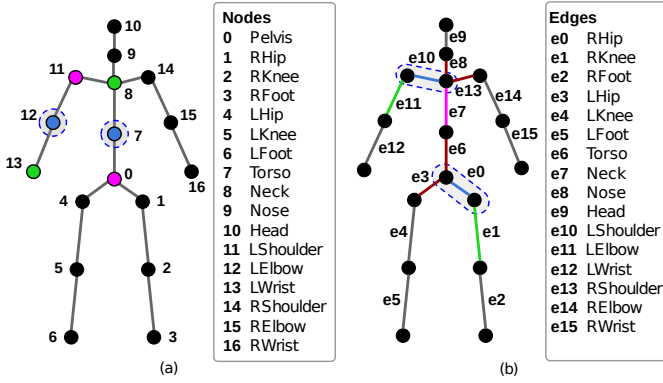 10
9
11
14
8
12
15
7
13
0
16
4
1
5
2
6
3
(a)
Nodes
0 Pelvis
1 RHip
2 RKnee
3 RFoot
4 LHip
5 LKnee
6 LFoot
7 Torso
8 Neck
9 Nose
10 Head
11 LShoulder
12 LElbow
13 LWrist
14 RShoulder
15 RElbow
16 RWrist
e9
e10
e8
e13
e11
e14
e7
e12
e15
e6
e3
e0
e4
e1
e5
e2
(b)
Edges
e0 RHip
e1 RKnee
e2 RFoot
e3 LHip
e4 LKnee
e5 LFoot
e6 Torso
e7 Neck
e8 Nose
e9 Head
e10 LShoulder
e11 LElbow
e12 LWrist
e13 RShoulder
e14 RElbow
e15 RWrist